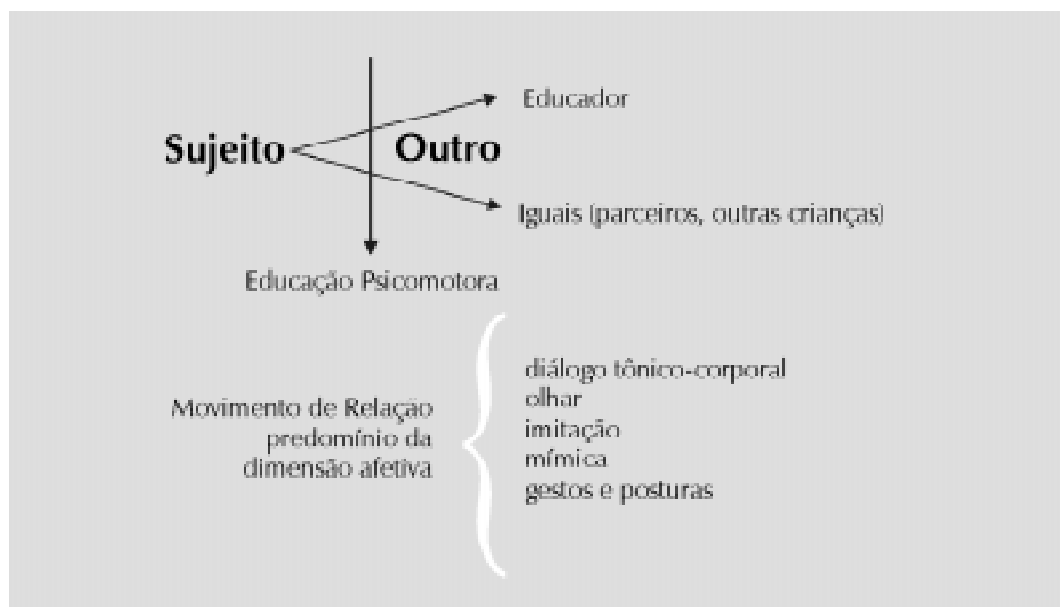 Educador
Sujeito
Outro
Iguais (parceiros, outras crianças)
Educação Psicomotora
Movimento de Relação
predomínio da
dimensão afetiva
diálogo tônico-corporal
olhar
imitação
mímica
gestos e posturas